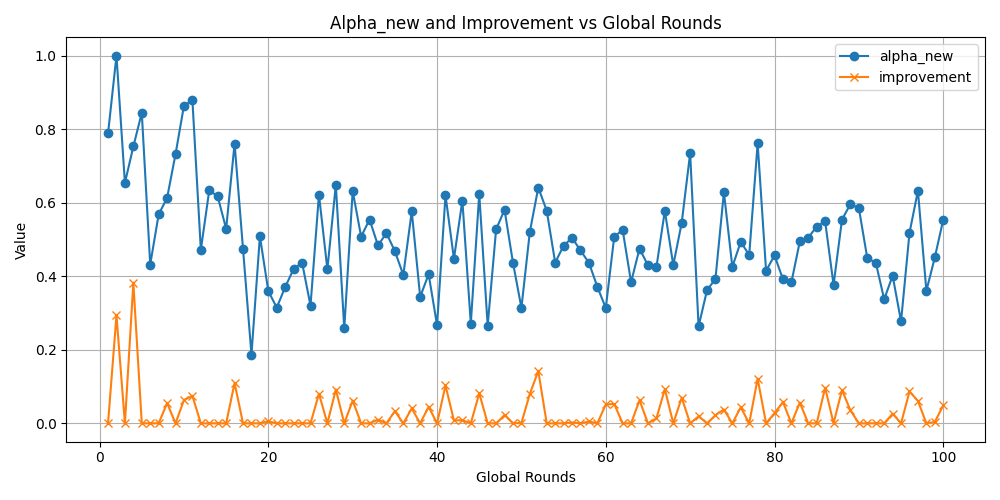 Alpha_new and Improvement vs Global Rounds
alpha_new
improvement
Value
1.0
0.8
0.6
0.4
0.2
0.0
0
20
40
60
80
100
Global Rounds